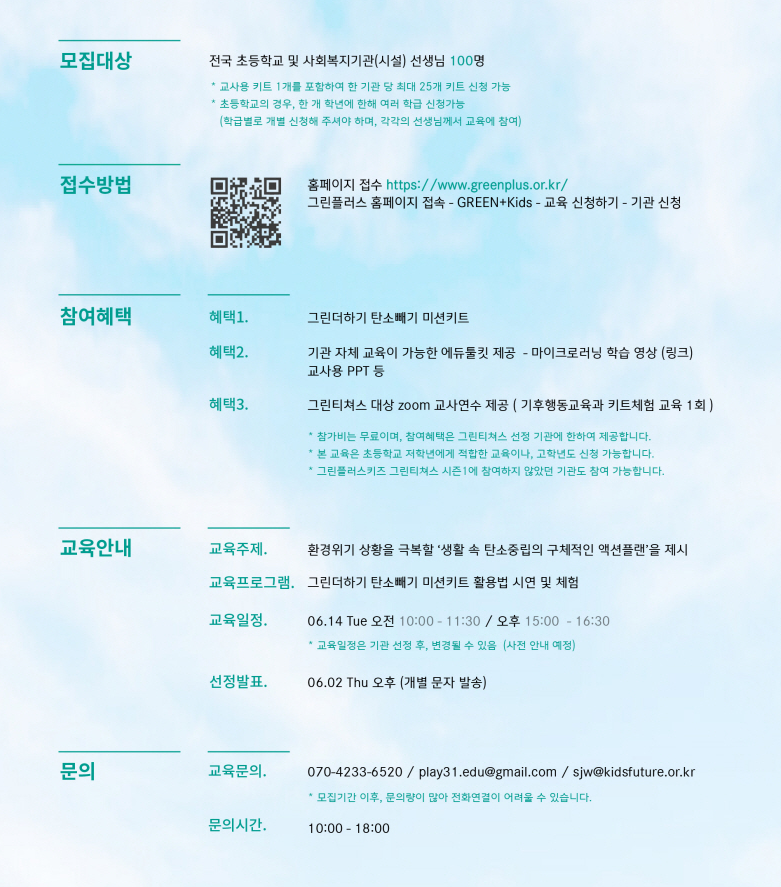 모집대상
전국 초등학교 및 사회복지기관(시설) 선생님 100명
* 교사용 키트 1개를 포함하여 한 기관 당 최대 25개 키트 신청 가능
* 초등학교의 경우, 한 개 학년에 한해 여러 학급 신청가능
(학급별로 개별 신청해 주셔야 하며, 각각의 선생님께서 교육에 참여)
접수방법
홈페이지 접수 https://www.greenplus.or.kr/
그린플러스 홈페이지 접속 - GREEN+Kids - 교육 신청하기 - 기관 신청
참여혜택
혜택1. 그린더하기 탄소빼기 미션키트
혜택2. 기관 자체 교육이 가능한 에듀툴킷 제공 - 마이크로러닝 학습 영상 (링크)
교사용 PPT 등
혜택3. 그린티쳐스 대상 zoom 교사연수 제공 ( 기후행동교육과 키트체험 교육 1회 )
* 참가비는 무료이며, 참여혜택은 그린티쳐스 선정 기관에 한하여 제공합니다.
* 본 교육은 초등학교 저학년에게 적합한 교육이나, 고학년도 신청 가능합니다.
* 그린플러스키즈 그린티쳐스 시즌1에 참여하지 않았던 기관도 참여 가능합니다.
교육안내
교육주제. 환경위기 상황을 극복할 ‘생활 속 탄소중립의 구체적인 액션플랜’을 제시
교육프로그램. 그린더하기 탄소빼기 미션키트 활용법 시연 및 체험
교육일정. 06.14 Tue 오전 10:00 - 11:30 / 오후 15:00 - 16:30
* 교육일정은 기관 선정 후, 변경될 수 있음 (사전 안내 예정)
선정발표. 06.02 Thu 오후 (개별 문자 발송)
문의
교육문의. 070-4233-6520 / play31.edu@gmail.com / sjw@kidsfuture.or.kr
* 모집기간 이후, 문의량이 많아 전화연결이 어려울 수 있습니다.
문의시간. 10:00 - 18:00